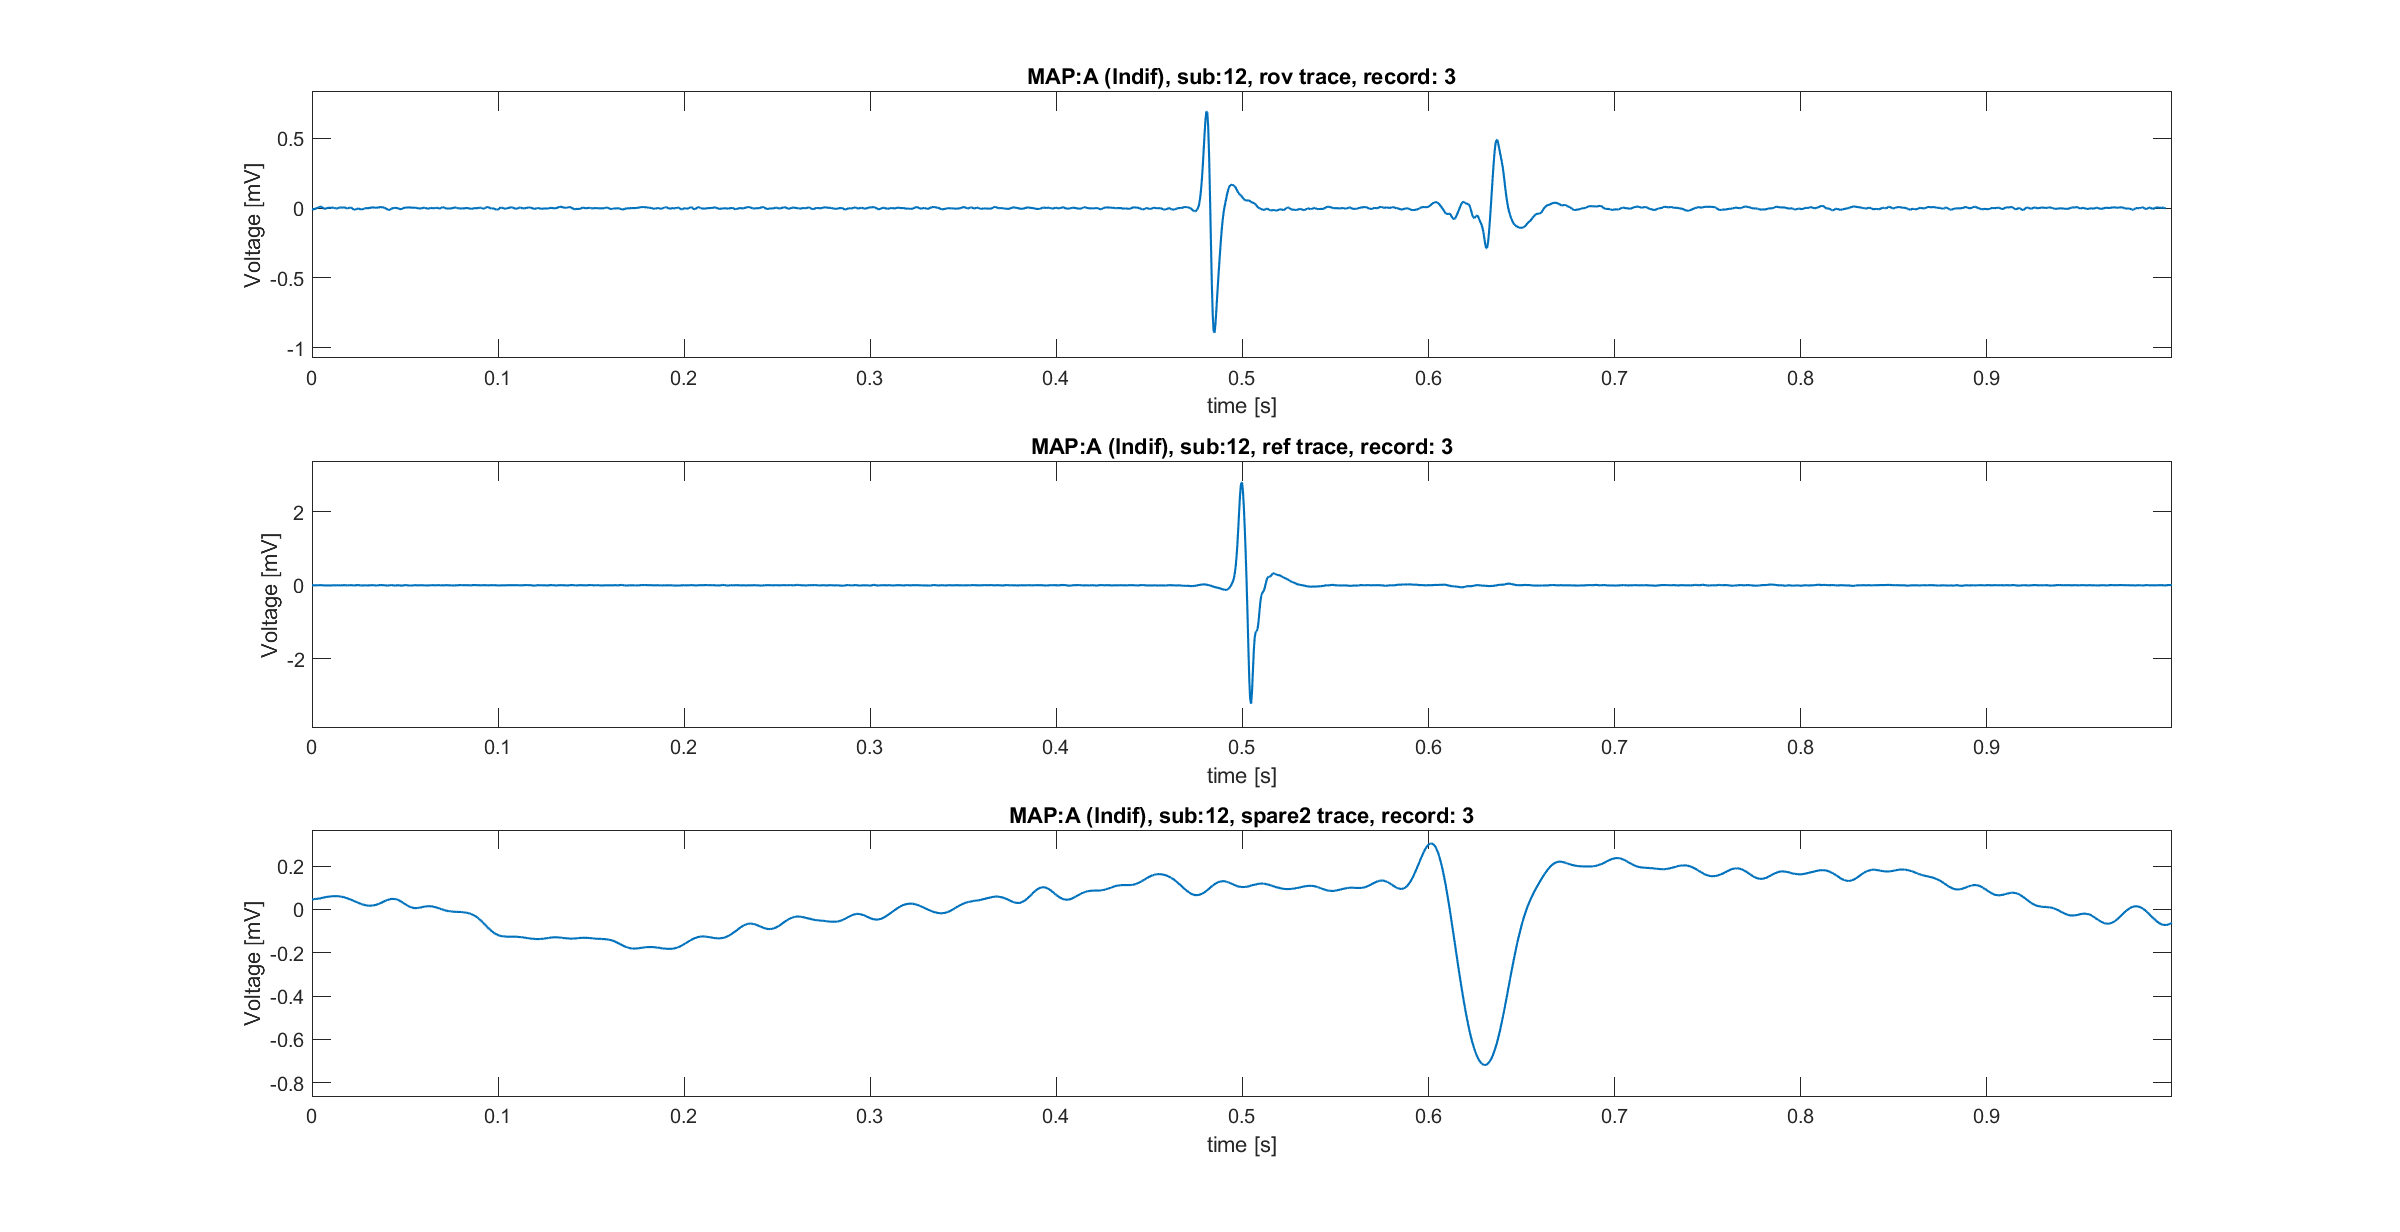 MAP:A (Indif), sub:12, rov trace, record: 3
Voltage [mV]
0.5
0
-0.5
-1
0 0.1 0.2 0.3 0.4 0.5 0.6 0.7 0.8 0.9
time [s]
MAP:A (Indif), sub:12, ref trace, record: 3
Voltage [mV]
2
0
-2
0 0.1 0.2 0.3 0.4 0.5 0.6 0.7 0.8 0.9
time [s]
MAP:A (Indif), sub:12, spare2 trace, record: 3
Voltage [mV]
0.2
0
-0.2
-0.4
-0.6
-0.8
0 0.1 0.2 0.3 0.4 0.5 0.6 0.7 0.8 0.9
time [s]